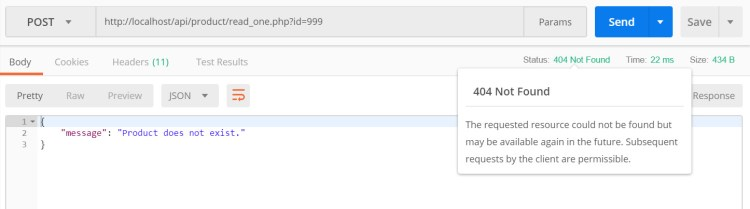 POST http://localhost/api/product/read_one.php?id=999 Params Send Save
Body Cookies Headers (11) Test Results Status: 404 Not Found Time: 22 ms Size: 434 B
Pretty Raw Preview JSON Response
404 Not Found
The requested resource could not be found but
may be available again in the future. Subsequent
requests by the client are permissible.
1 {
2 "message": "Product does not exist."
3 }